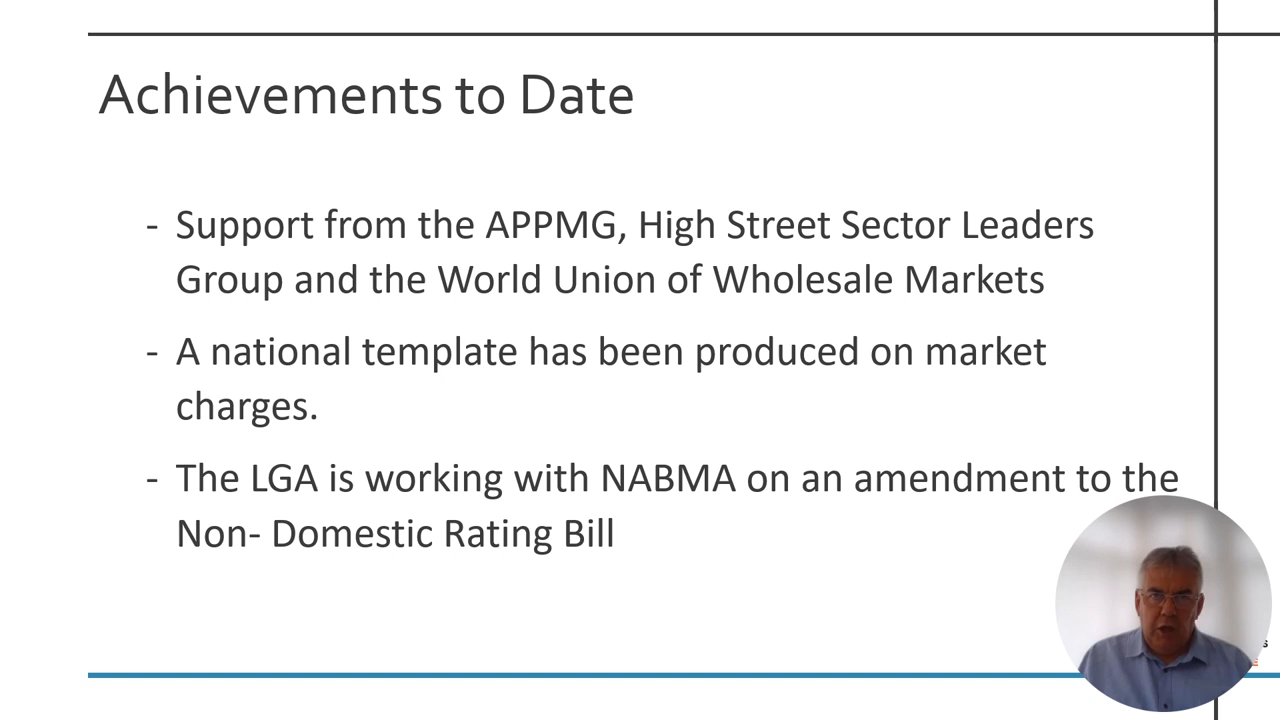 Achievements to Date
- Support from the APPMG, High Street Sector Leaders
Group and the World Union of Wholesale Markets
- A national template has been produced on market
charges.
- The LGA is working with NABMA on an amendment to the
Non- Domestic Rating Bill